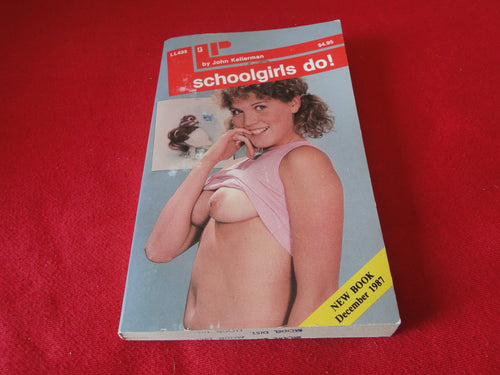 by John Kellerman
$4.95
schoolgirls do!
NEW BOOK
December 1987